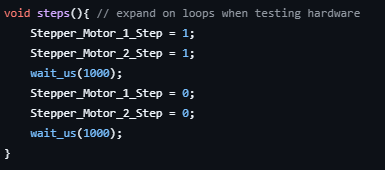 void steps(){ // expand on loops when testing hardware
    Stepper_Motor_1_Step = 1;
    Stepper_Motor_2_Step = 1;
    wait_us(1000);
    Stepper_Motor_1_Step = 0;
    Stepper_Motor_2_Step = 0;
    wait_us(1000);
}